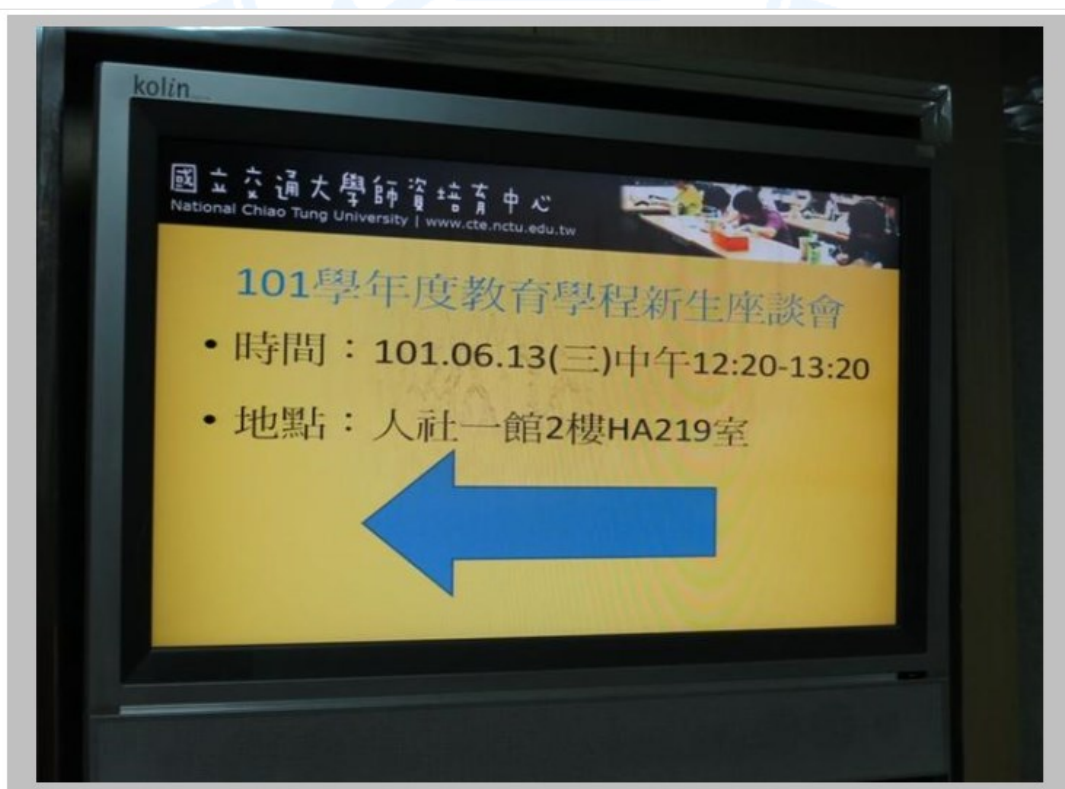 kolin
國立交通大學師資培育中心
National Chiao Tung University | www.cte.nctu.edu.tw
101學年度教育學程新生座談會
• 時間：101.06.13(三)中午12:20-13:20
• 地點：人社一館2樓HA219室